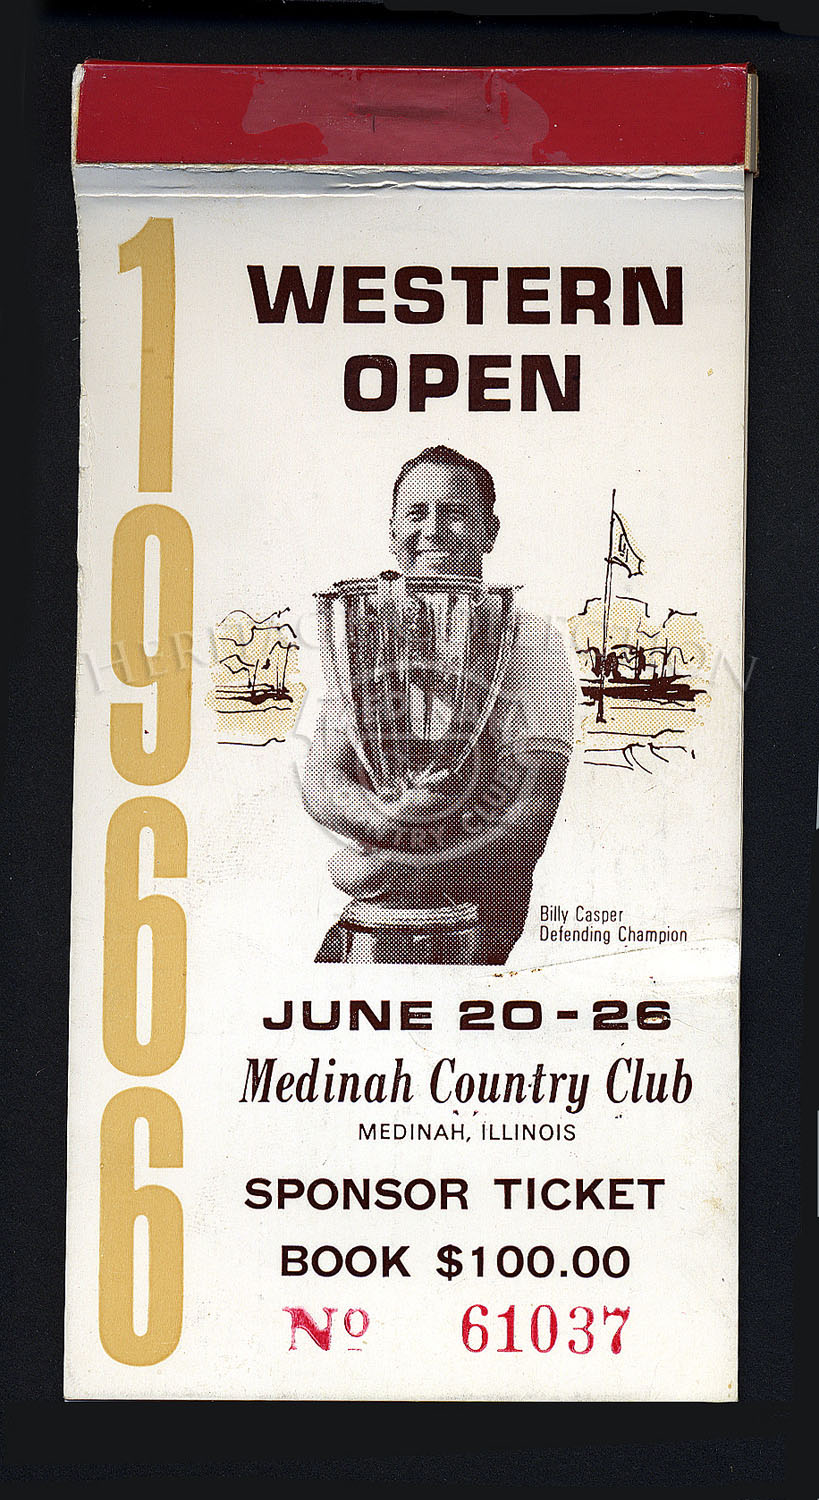 1966
WESTERN
OPEN
Billy Casper
Defending Champion
JUNE 20-26
Medinah Country Club
MEDINAH, ILLINOIS
SPONSOR TICKET
BOOK $100.00
No 61037